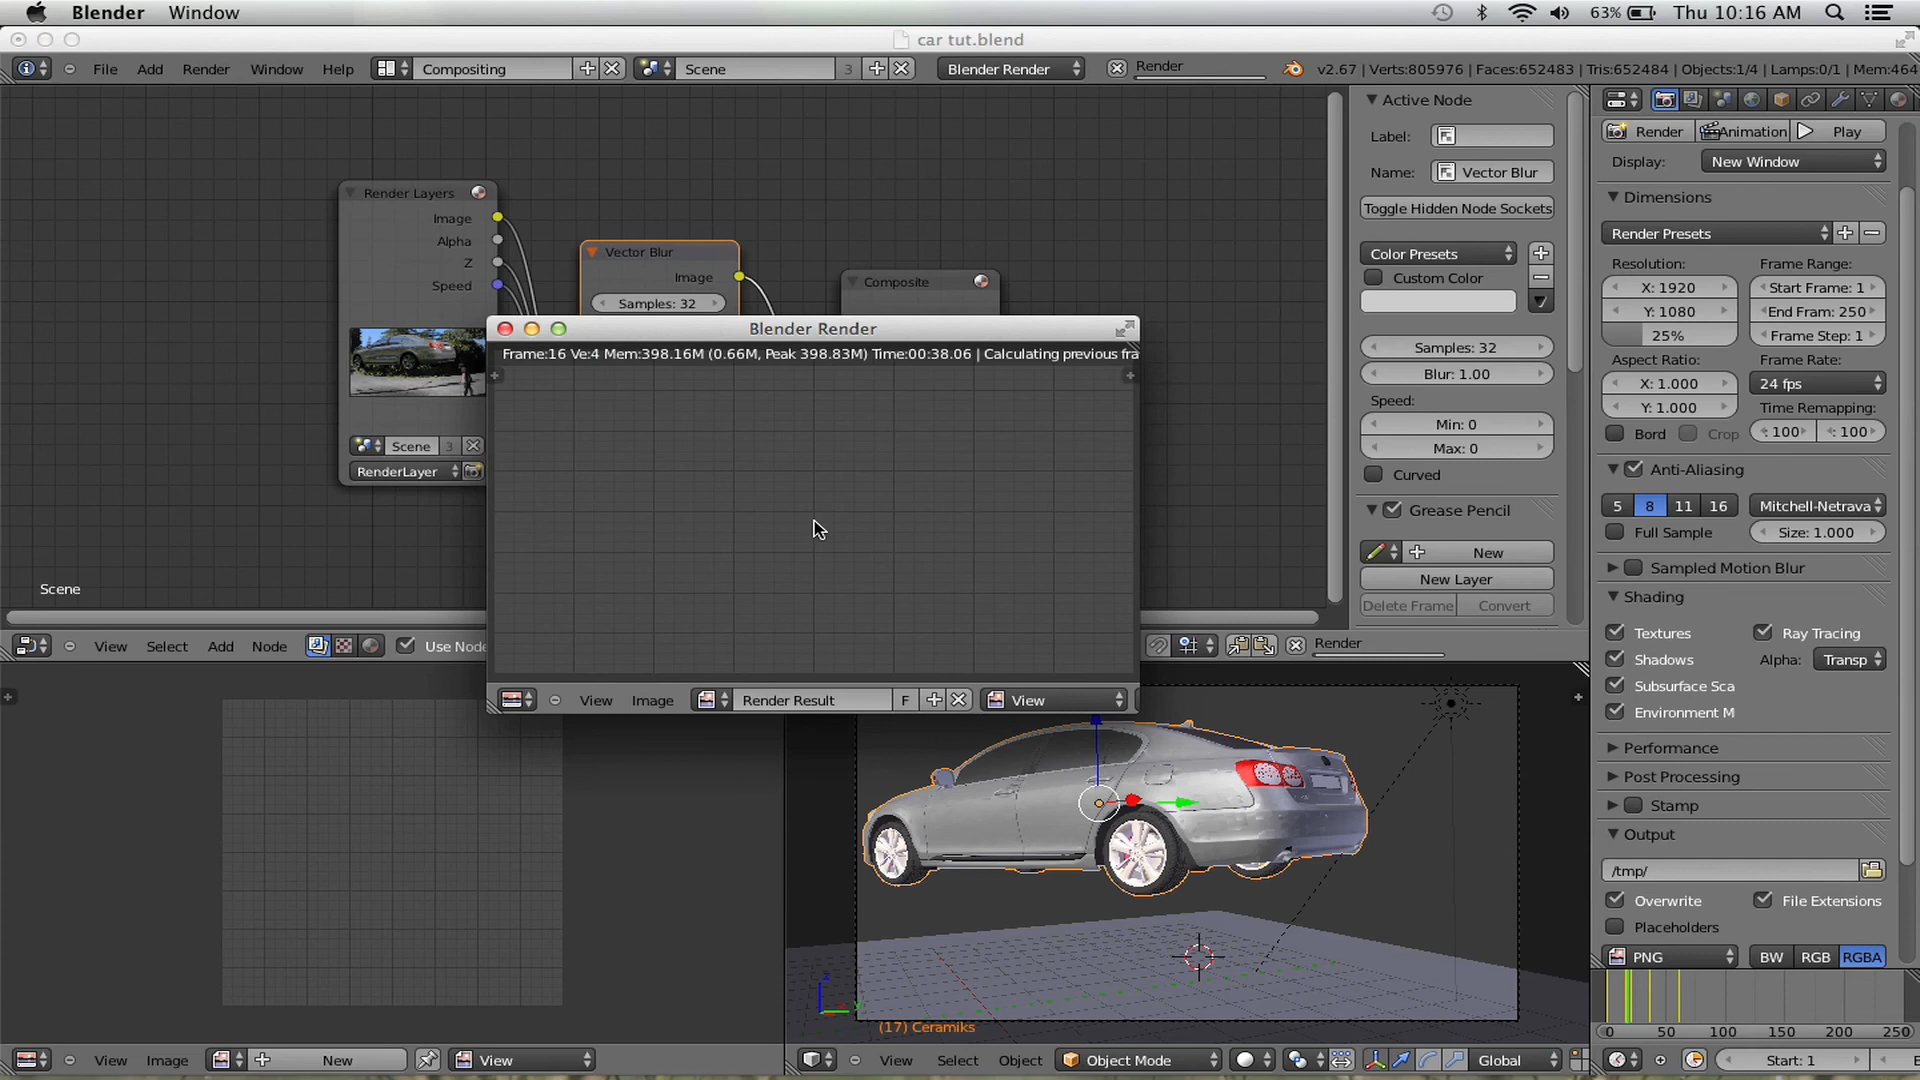 Blender Window 63% Thu 10:16 AM
car tut.blend
File Add Render Window Help Compositing Scene 3 Blender Render Render v2.67 | Verts:805976 | Faces:652483 | Tris:652484 | Objects:1/4 | Lamps:0/1 | Mem:464
Active Node
Label:
Name: Vector Blur
Toggle Hidden Node Sockets
Color Presets
Custom Color
Samples: 32
Blur: 1.00
Speed:
Min: 0
Max: 0
Curved
Grease Pencil
New
New Layer
Delete Frame Convert
Render Animation Play
Display: New Window
Dimensions
Render Presets
Resolution: Frame Range:
X: 1920 Start Frame: 1
Y: 1080 End Fram: 250
25% Frame Step: 1
Aspect Ratio: Frame Rate:
X: 1.000 24 fps
Y: 1.000 Time Remapping:
Bord Crop : 100 : 100
Anti-Aliasing
5 8 11 16 Mitchell-Netrava
Full Sample Size: 1.000
Sampled Motion Blur
Shading
Textures Ray Tracing
Shadows Alpha: Transp
Subsurface Sca
Environment M
Performance
Post Processing
Stamp
Output
/tmp/
Overwrite File Extensions
Placeholders
PNG BW RGB RGBA
0 50 100 150 200 250
Start: 1
Render Layers
Image
Alpha
Z
Speed
Scene 3
RenderLayer
Vector Blur
Image
Samples: 32
Composite
Blender Render
Frame:16 Ve:4 Mem:398.16M (0.66M, Peak 398.83M) Time:00:38.06 | Calculating previous fra
View Image Render Result F View
Scene
View Select Add Node Use Node
Render
(17) Ceramiks
View Image New View
View Select Object Object Mode Global